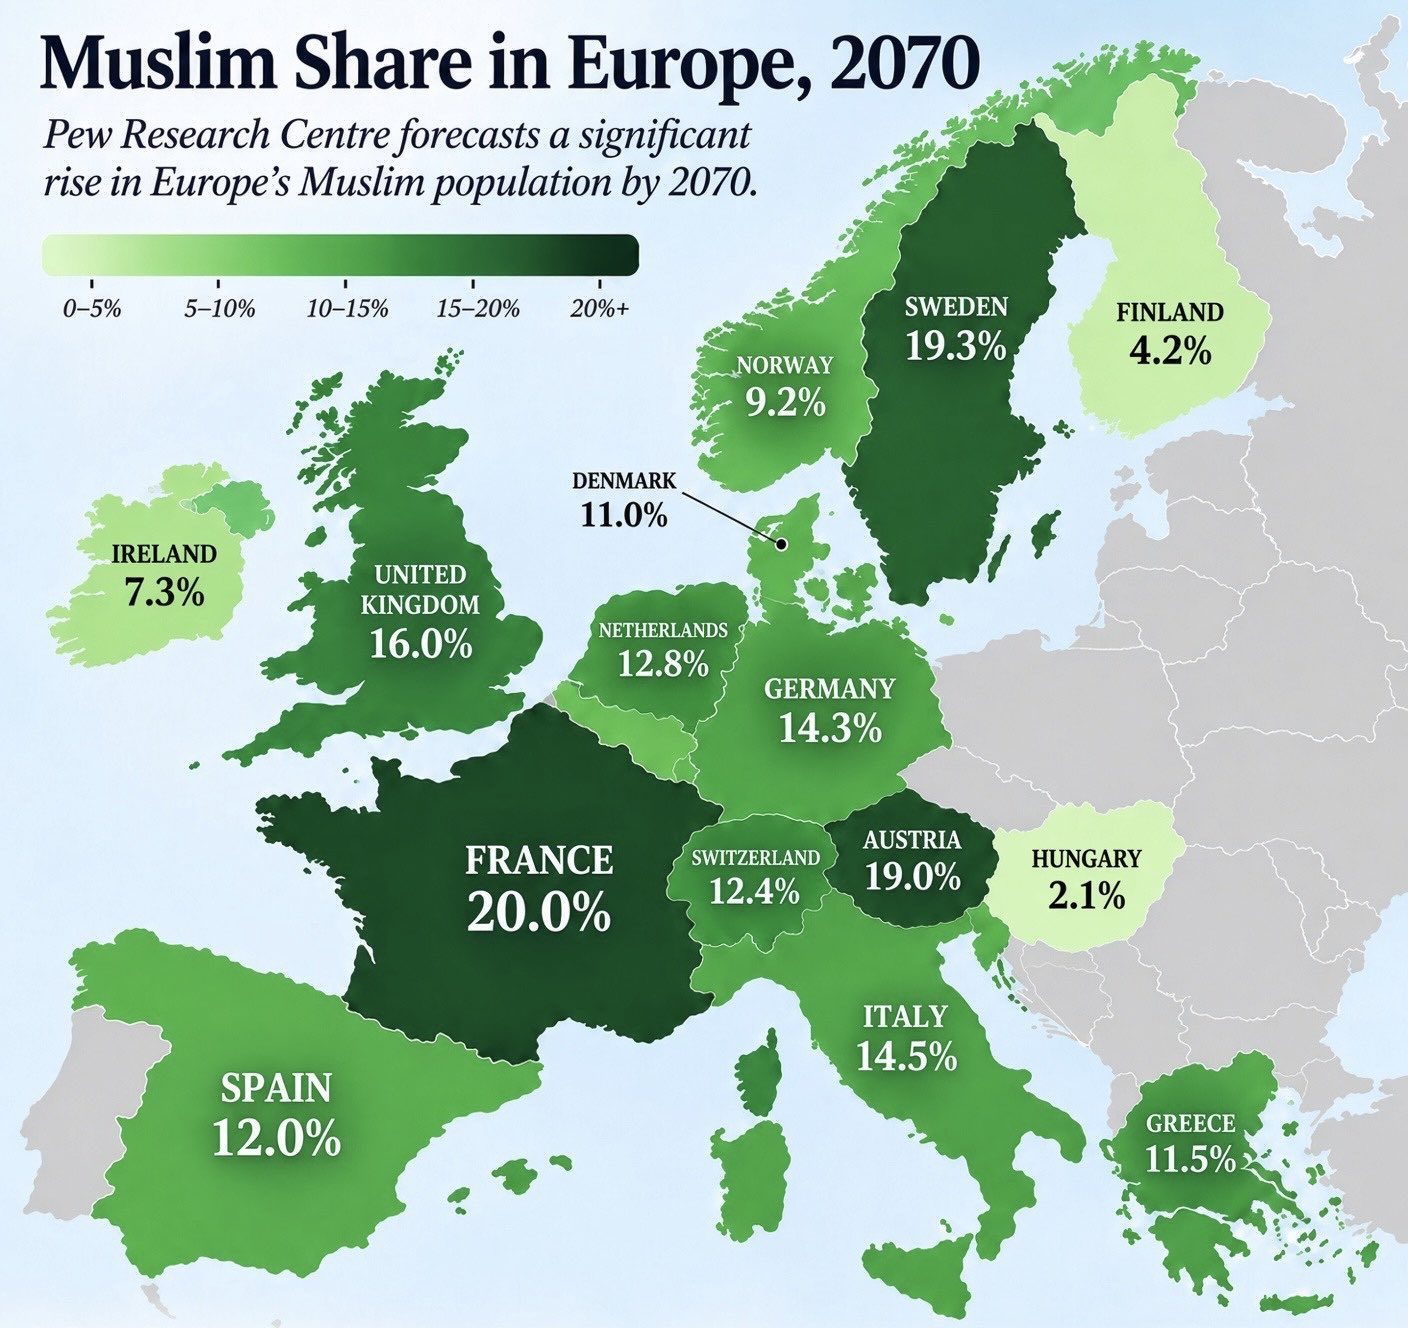 Muslim Share in Europe, 2070
Pew Research Centre forecasts a significant
rise in Europe's Muslim population by 2070.
0–5%
5–10%
10–15%
15–20%
20%+
SWEDEN
19.3%
FINLAND
4.2%
NORWAY
9.2%
DENMARK
11.0%
IRELAND
7.3%
UNITED
KINGDOM
16.0%
NETHERLANDS
12.8%
GERMANY
14.3%
FRANCE
20.0%
SWITZERLAND
12.4%
AUSTRIA
19.0%
HUNGARY
2.1%
ITALY
14.5%
SPAIN
12.0%
GREECE
11.5%